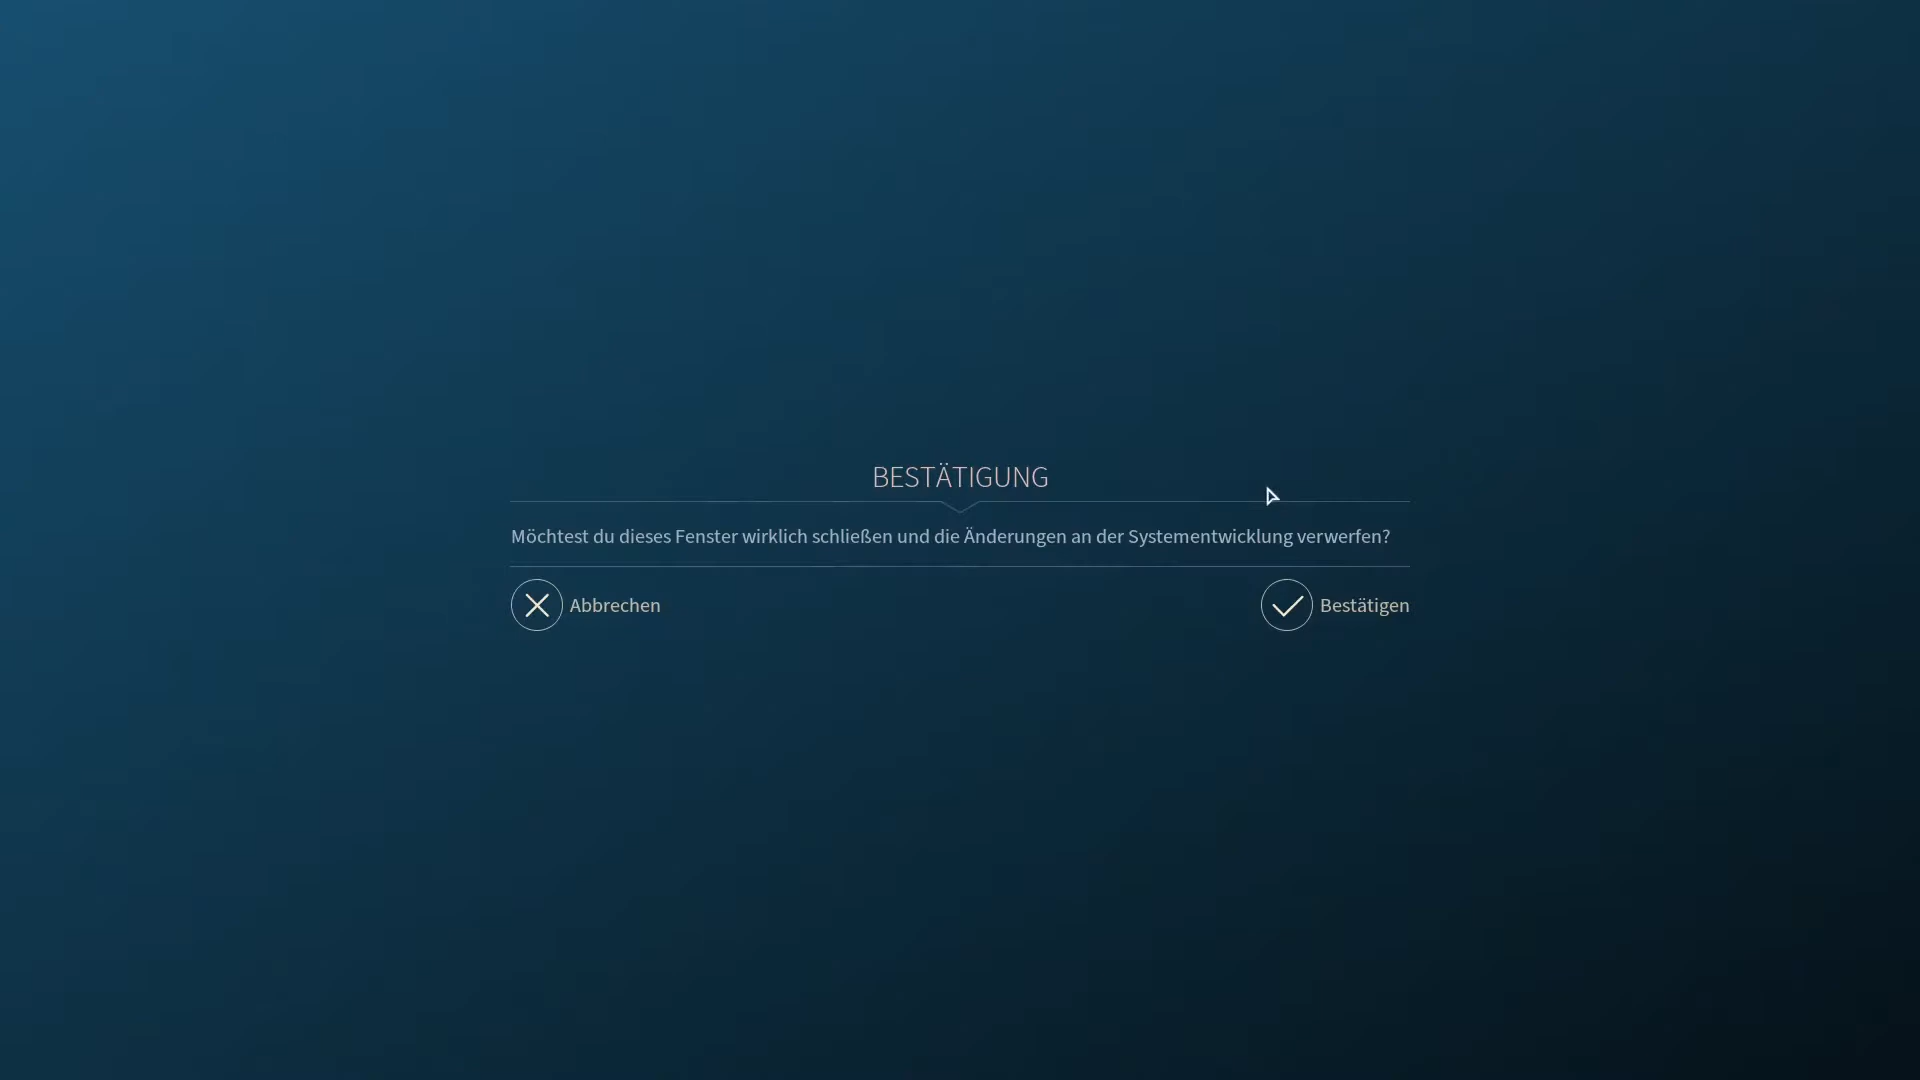 BESTÄTIGUNG
Möchtest du dieses Fenster wirklich schließen und die Änderungen an der Systementwicklung verwerfen?
Abbrechen
Bestätigen